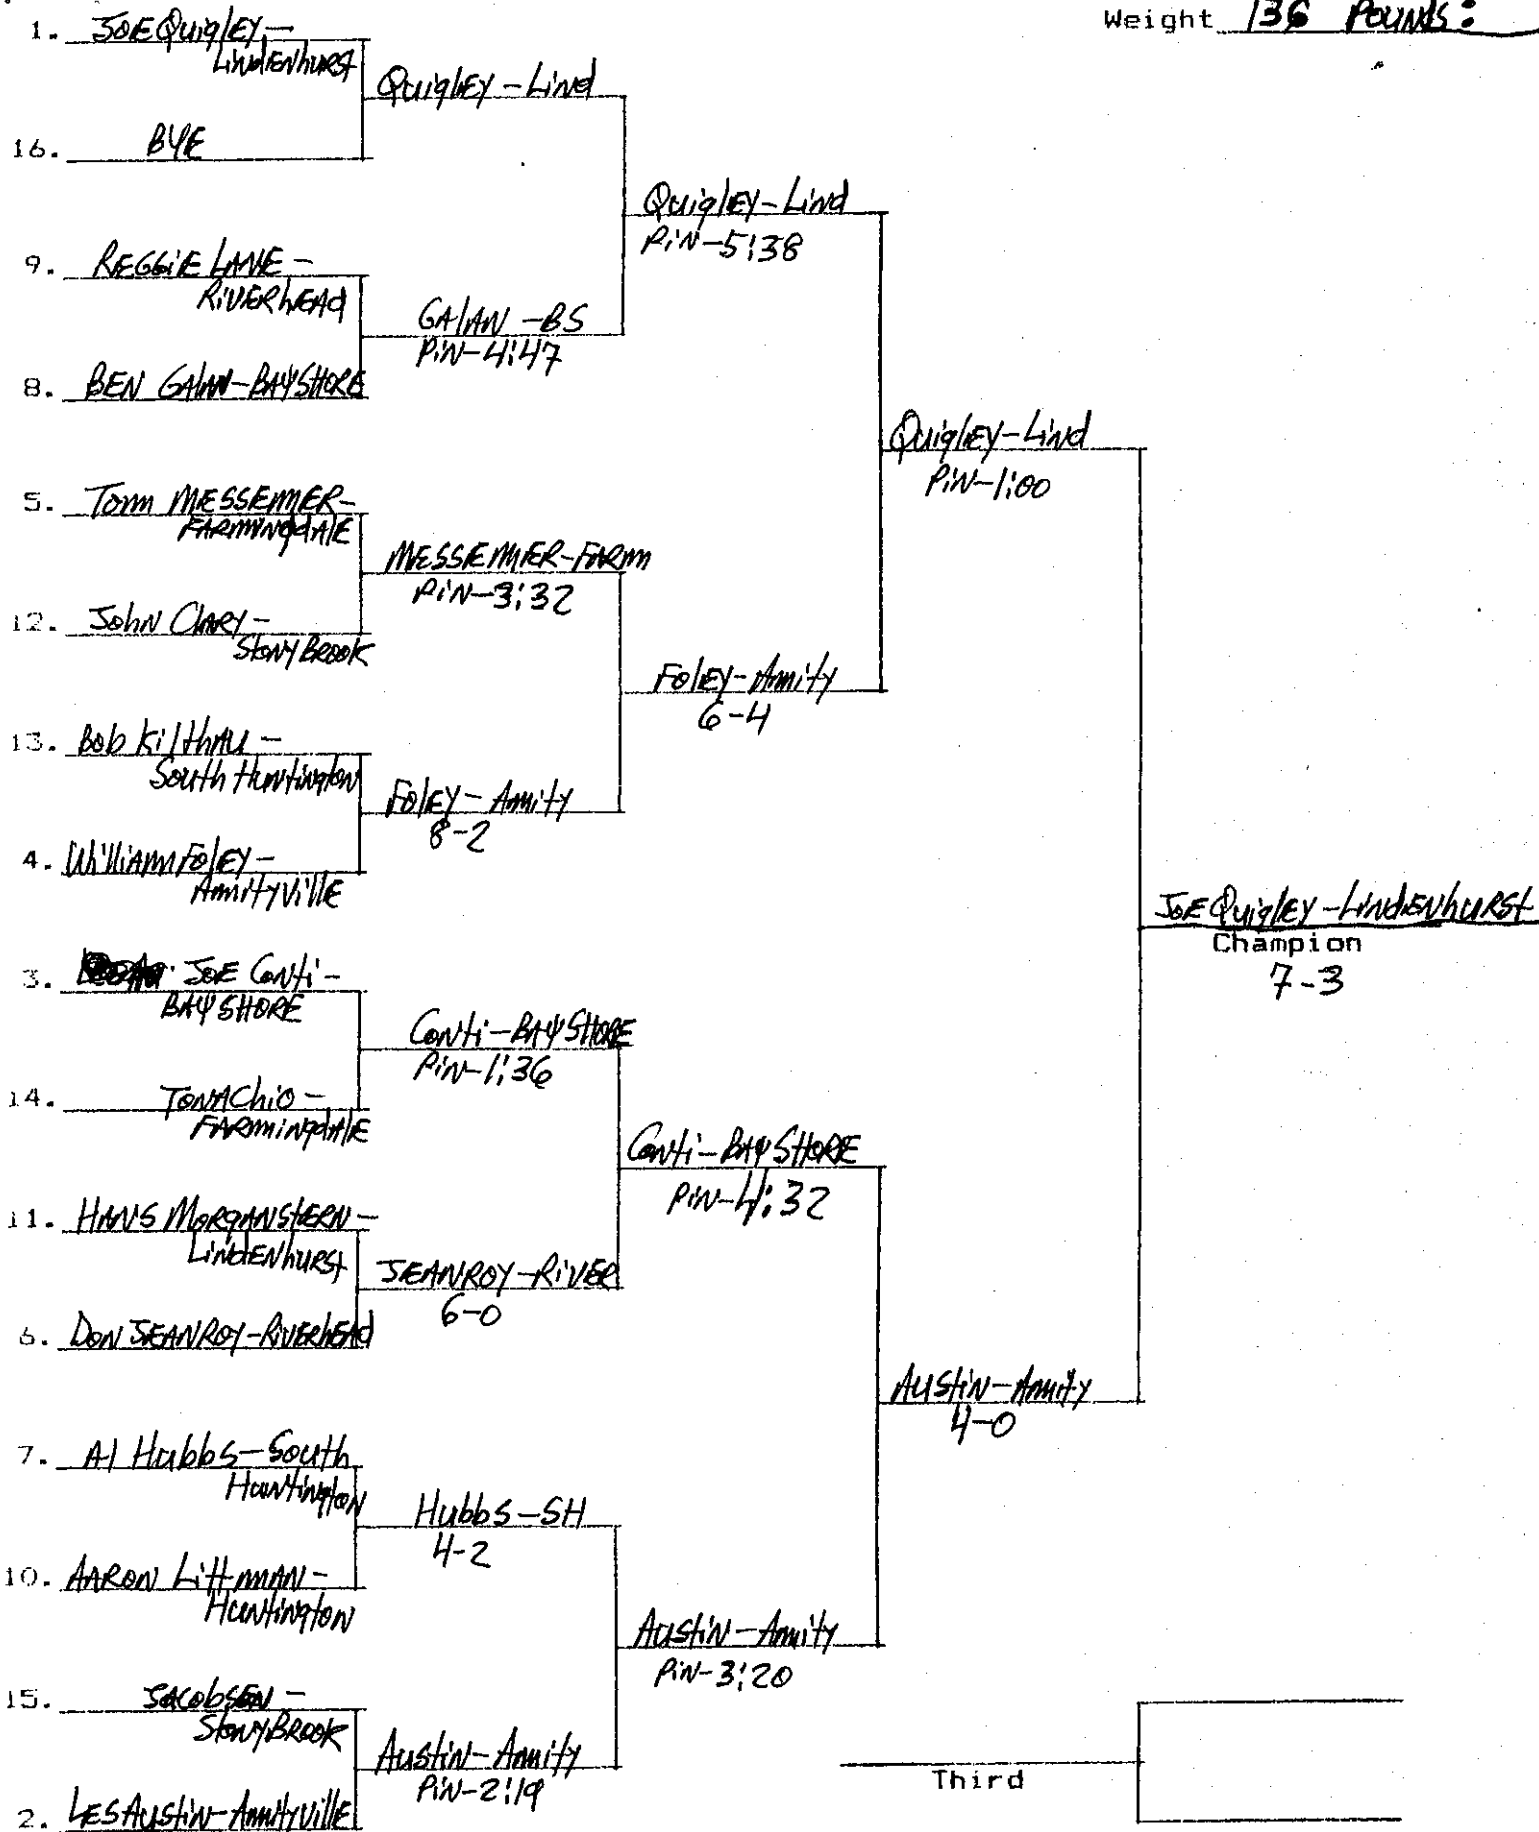 Weight 136 POUNDS:
1. JOE Quigley-
Lindenhurst
Quigley-Lind
16. BYE
Quigley-Lind
Pin-5:38
9. REGGIE LANE-
Riverhead
GALAN-BS
Pin-4:47
8. BEN GALAN-BAYSHORE
Quigley-Lind
Pin-1:00
5. Tom MESSEMER-
FARMINGDALE
MESSEMER-FARM
Pin-3:32
12. John Clary-
Stony Brook
Foley-Amity
6-4
13. Bob Kilthau-
South Huntington
Foley-Amity
8-2
4. William Foley-
Amityville
JOE Quigley-Lindenhurst
Champion
7-3
3. JOE Conti-
BAYSHORE
Conti-BAYSHORE
Pin-1:36
14. Tonachio-
FARMINGDALE
Conti-BAYSHORE
Pin-4:32
11. HANS Morganstern-
Lindenhurst
JEANROY-RIVER
6-0
6. Don JEANROY-Riverhead
Austin-Amity
4-0
7. Al Hubbs-South
Huntington
Hubbs-SH
4-2
10. AARON Littman-
Huntington
Austin-Amity
Pin-3:20
15. Jacobsen-
Stony Brook
Austin-Amity
Pin-2:19
Third
2. LES Austin-Amityville